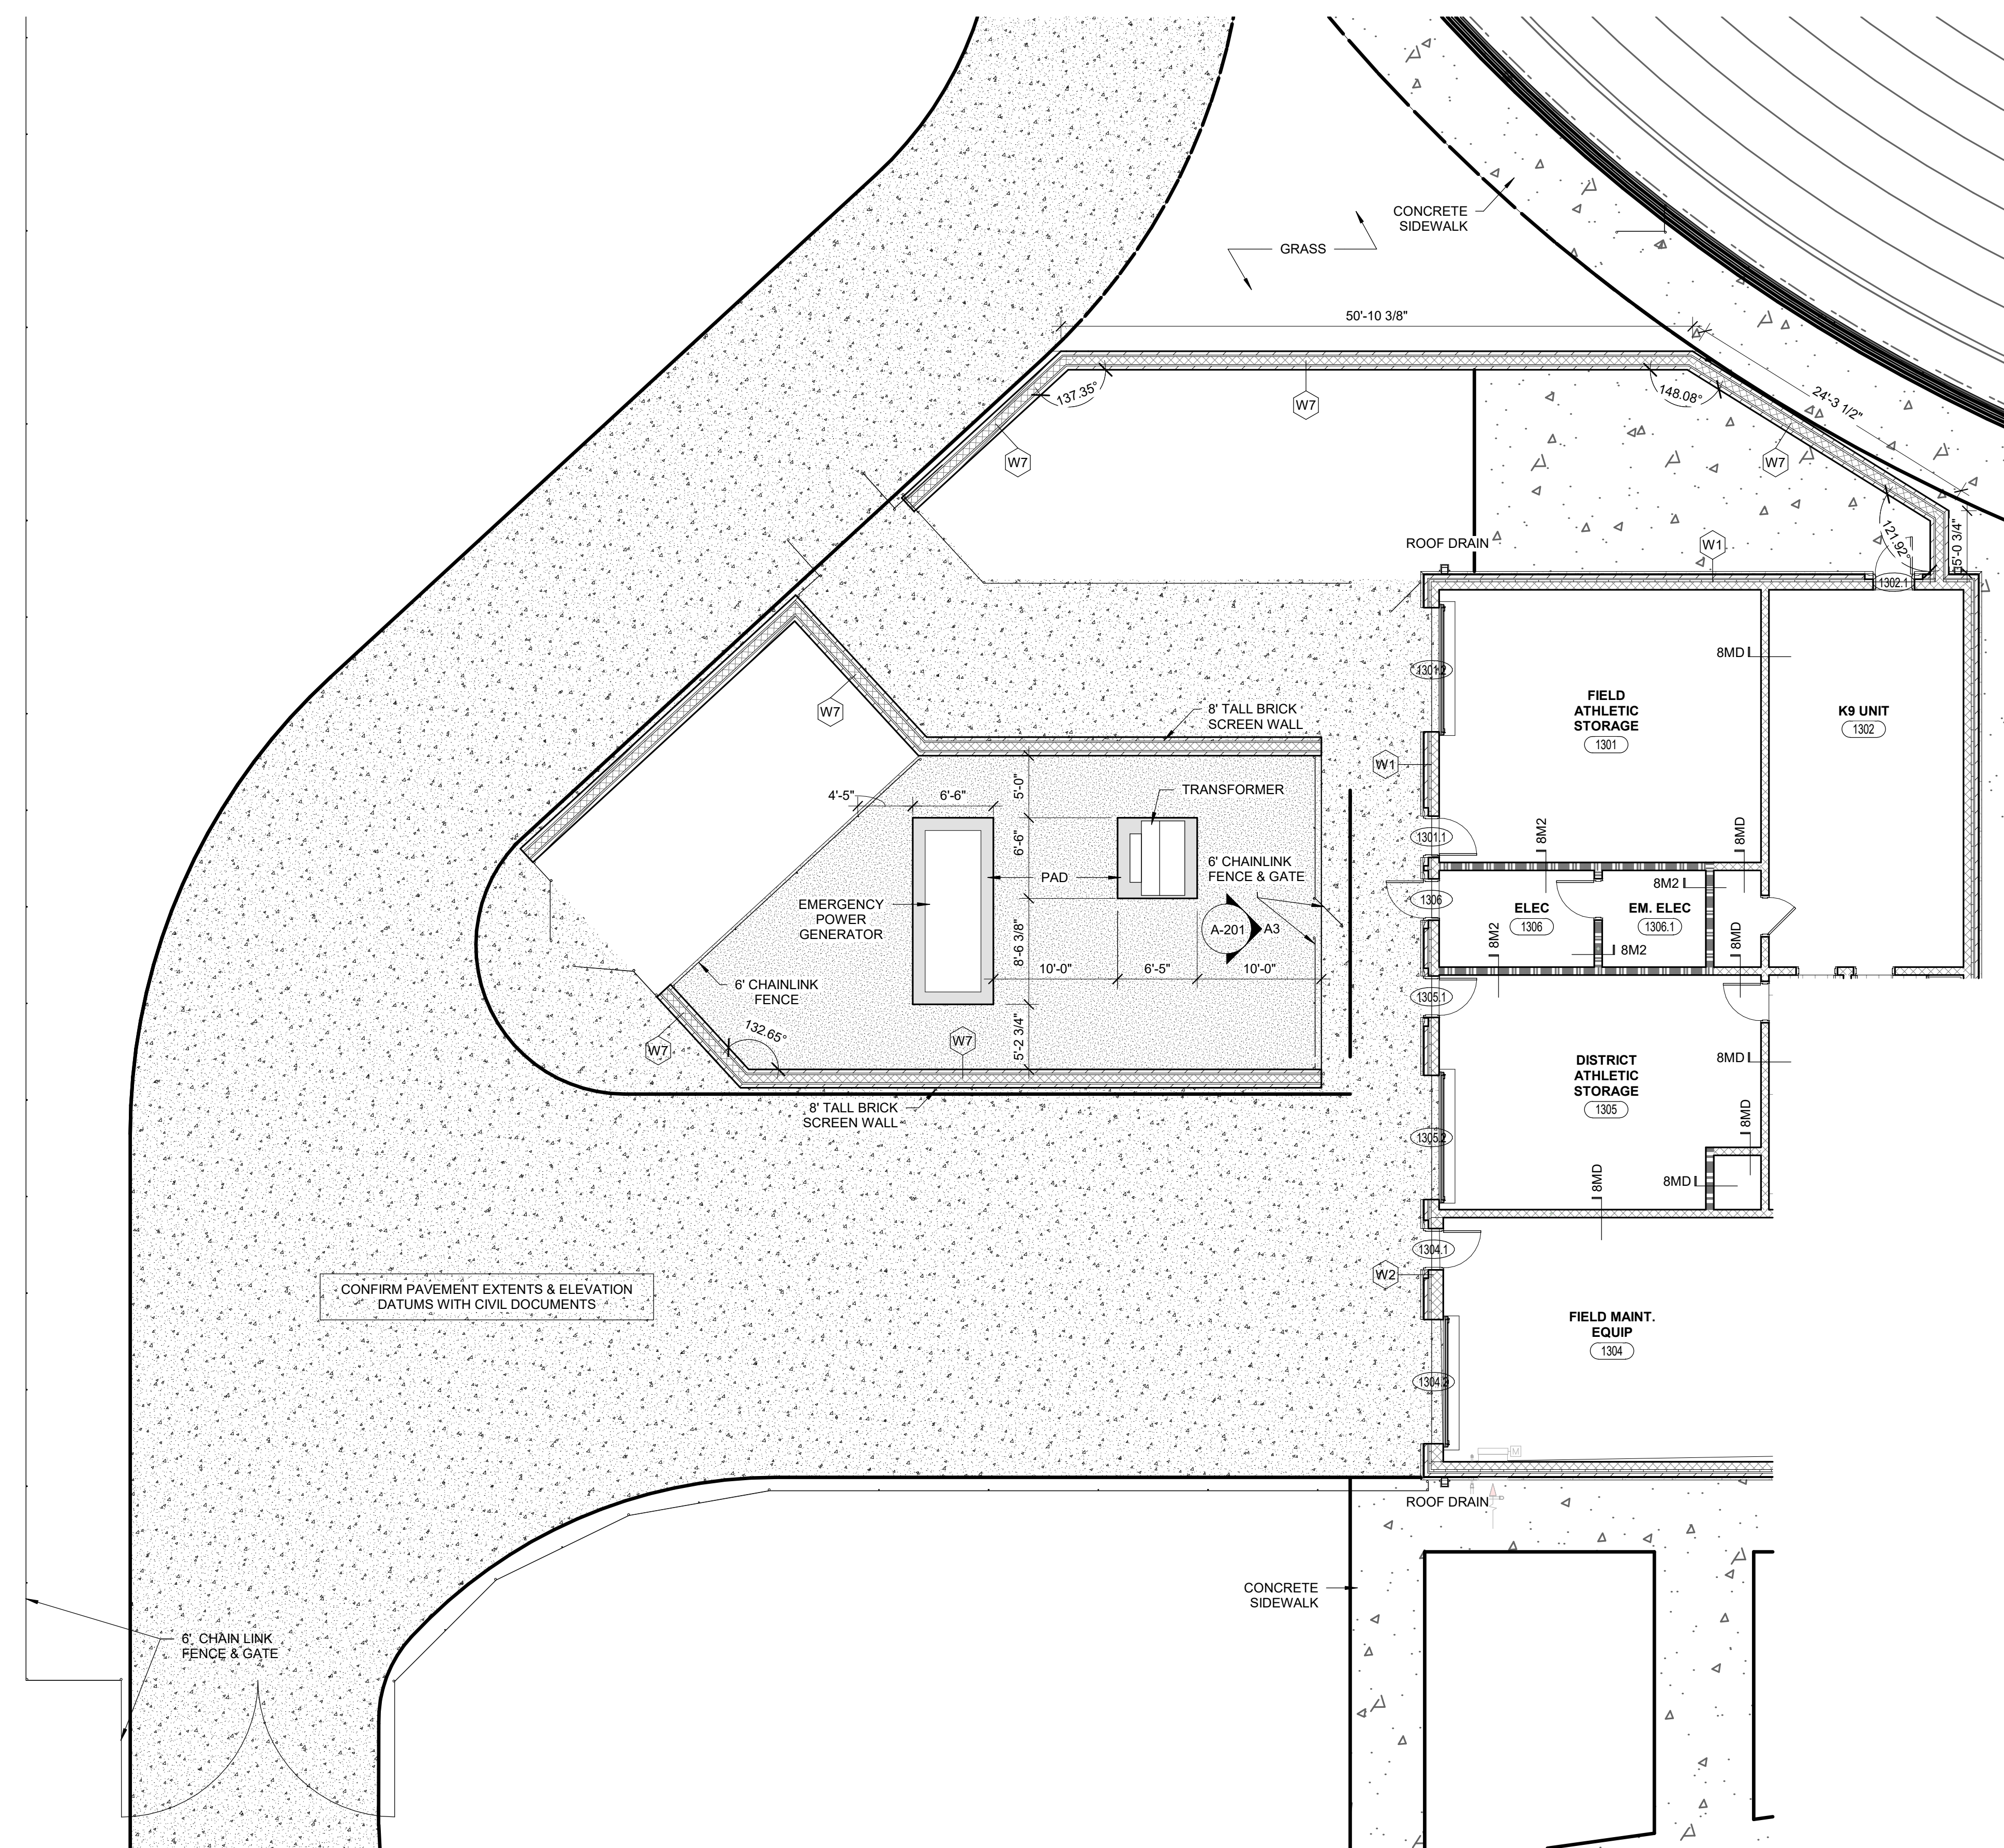 CONCRETE
SIDEWALK
GRASS
50'-10 3/8"
137.35°
148.08°
24'-3 1/2"
W7
W7
W7
121.92°
5'-0 3/4"
ROOF DRAIN
W1
1302.1
8MD
1301.2
FIELD
ATHLETIC
STORAGE
1301
K9 UNIT
1302
W7
8' TALL BRICK
SCREEN WALL
W1
4'-5"
6'-6"
5'-0"
TRANSFORMER
6'-6"
1301.1
8M2
8MD
6' CHAINLINK
FENCE & GATE
PAD
8M2
EMERGENCY
POWER
GENERATOR
1306
ELEC
1306
EM. ELEC
1306.1
A-201
A3
8'-6 3/8"
8M2
8MD
8M2
10'-0"
6'-5"
10'-0"
6' CHAINLINK
FENCE
1305.1
132.65°
W7
W7
5'-2 3/4"
DISTRICT
ATHLETIC
STORAGE
1305
8MD
8' TALL BRICK
SCREEN WALL
8MD
1305.2
8MD
8MD
1304.1
W2
CONFIRM PAVEMENT EXTENTS & ELEVATION
DATUMS WITH CIVIL DOCUMENTS
FIELD MAINT.
EQUIP
1304
1304.2
M
ROOF DRAIN
CONCRETE
SIDEWALK
6' CHAIN LINK
FENCE & GATE